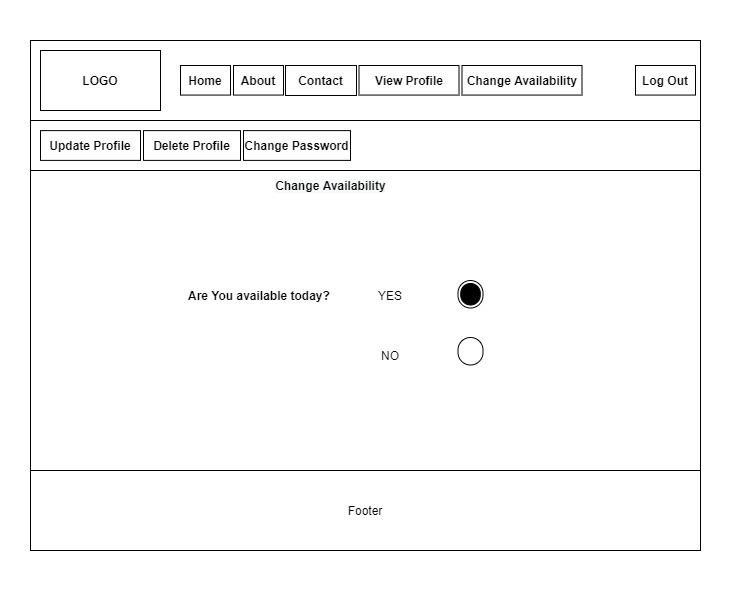 LOGO
Home About Contact View Profile Change Availability Log Out
Update Profile Delete Profile Change Password
Change Availability
Are You available today? YES
NO
Footer